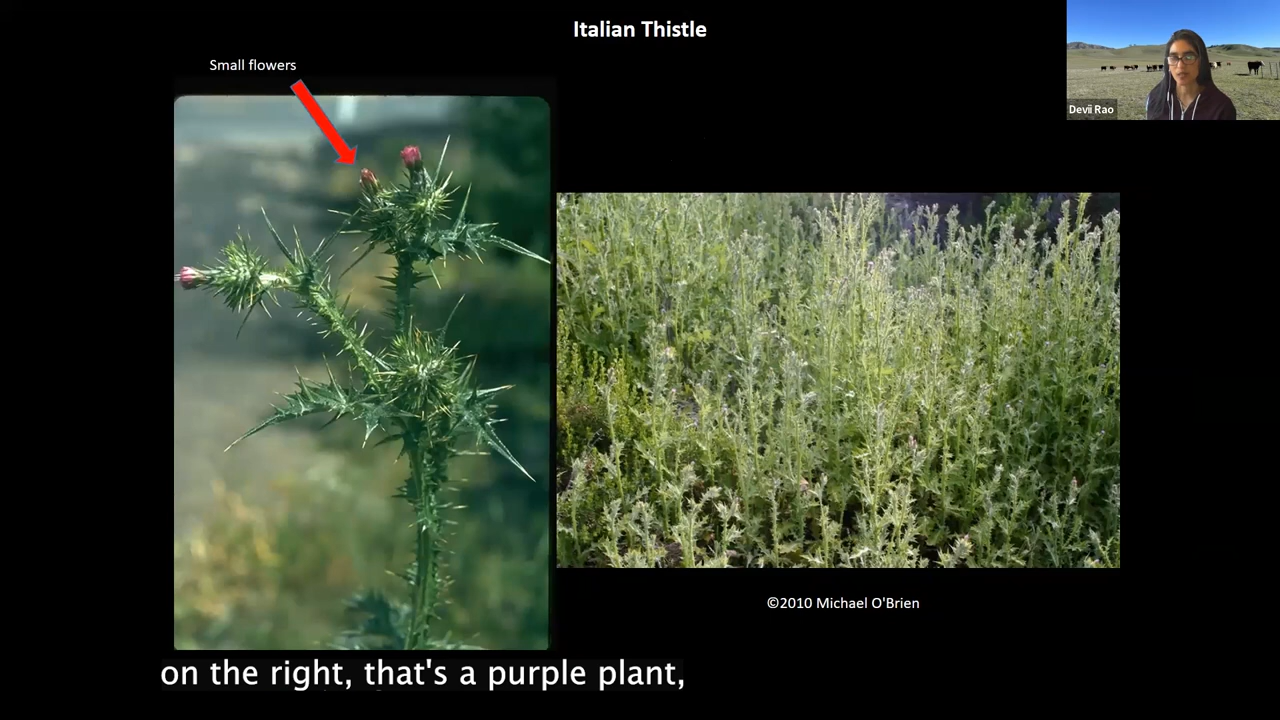 Italian Thistle
Small flowers
Devii Rao
©2010 Michael O'Brien
on the right, that's a purple plant,